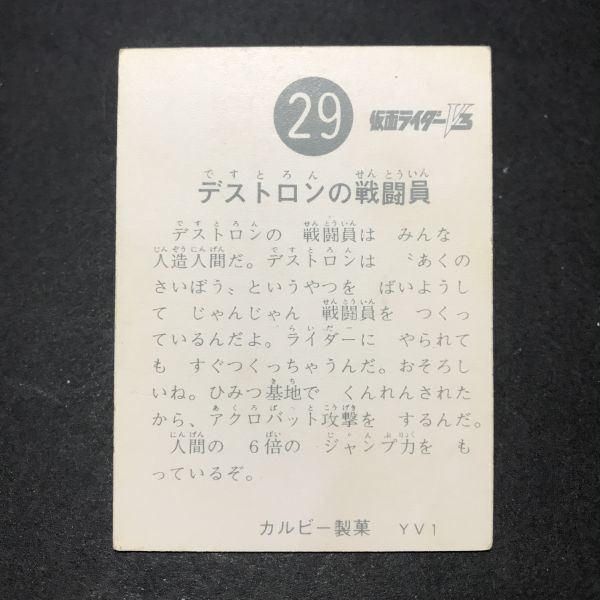 29
仮面ライダーV3
ですとろん せんとういん
デストロンの戦闘員
ですとろん せんとういん
デストロンの 戦闘員は みんな
じんぞうにんげん ですとろん
人造人間だ。デストロンは〝あくの
さいぼう〟というやつを ばいようし
せんとういん
て じゃんじゃん 戦闘員を つくっ
らいだー
ているんだよ。ライダーに やられて
も すぐつくっちゃうんだ。おそろし
きち
いね。ひみつ基地で くんれんされた
あくろばっと こうげき
から、アクロバット攻撃を するんだ。
にんげん ばい じゃんぷりょく
人間の 6倍の ジャンプ力を も
っているぞ。
カルビー製菓 YV1